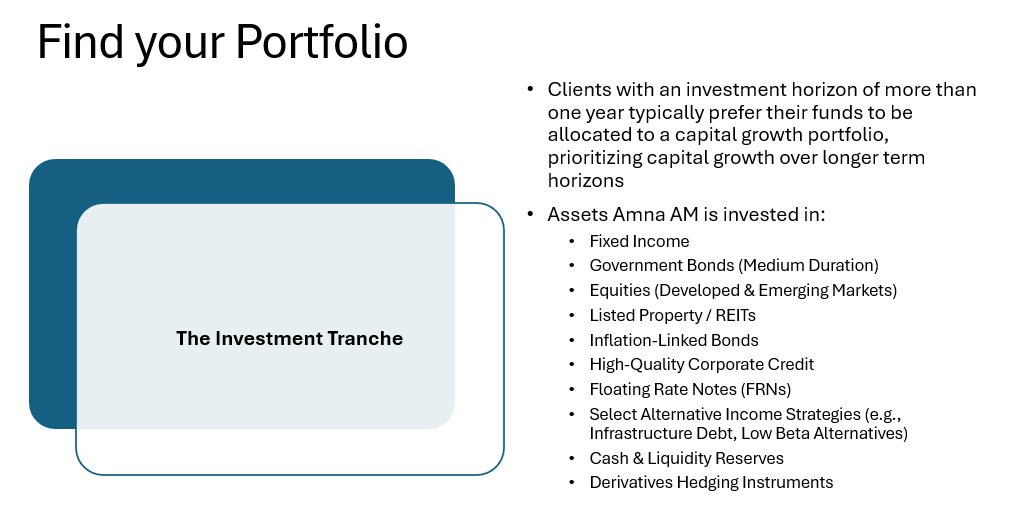 Find your Portfolio
The Investment Tranche
• Clients with an investment horizon of more than
one year typically prefer their funds to be
allocated to a capital growth portfolio,
prioritizing capital growth over longer term
horizons
• Assets Amna AM is invested in:
• Fixed Income
• Government Bonds (Medium Duration)
• Equities (Developed & Emerging Markets)
• Listed Property / REITs
• Inflation-Linked Bonds
• High-Quality Corporate Credit
• Floating Rate Notes (FRNs)
• Select Alternative Income Strategies (e.g.,
Infrastructure Debt, Low Beta Alternatives)
• Cash & Liquidity Reserves
• Derivatives Hedging Instruments